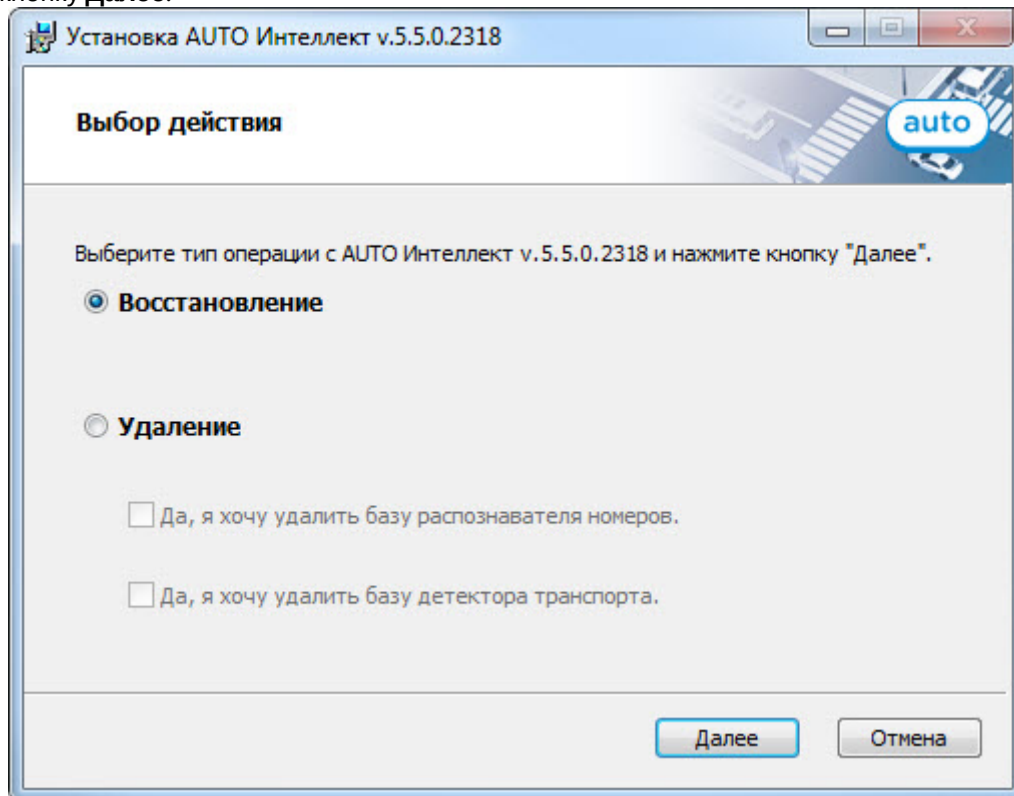 кнопку Далее.
Установка AUTO Интеллект v.5.5.0.2318
Выбор действия
auto
Выберите тип операции с AUTO Интеллект v.5.5.0.2318 и нажмите кнопку "Далее".
Восстановление
Удаление
Да, я хочу удалить базу распознавателя номеров.
Да, я хочу удалить базу детектора транспорта.
Далее
Отмена